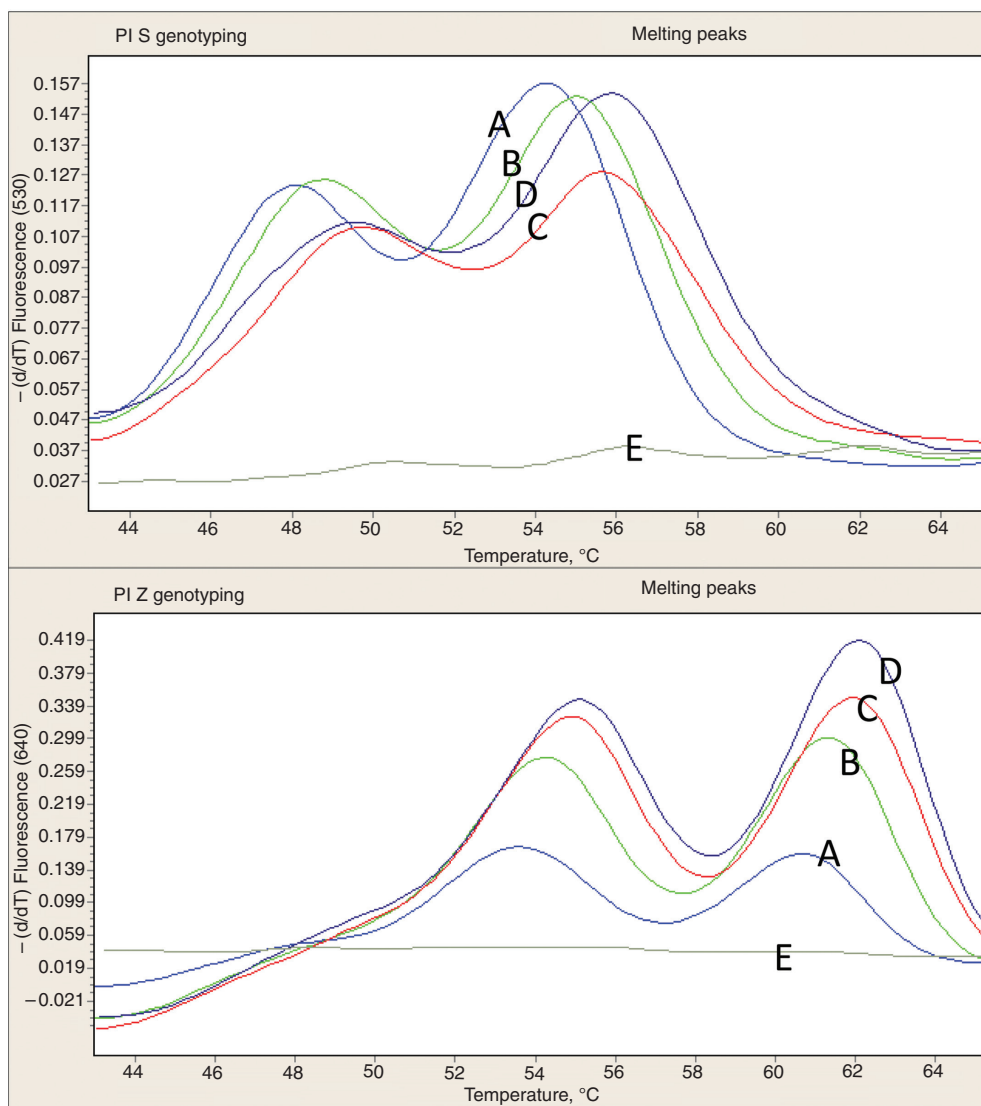 PI S genotyping Melting peaks
− (d/dT) Fluorescence (530)
0.157
0.147
0.137
0.127
0.117
0.107
0.097
0.087
0.077
0.067
0.057
0.047
0.037
0.027
A
B
D
C
E
44 46 48 50 52 54 56 58 60 62 64
Temperature, °C
PI Z genotyping Melting peaks
− (d/dT) Fluorescence (640)
0.419
0.379
0.339
0.299
0.259
0.219
0.179
0.139
0.099
0.059
0.019
−0.021
D
C
B
A
E
44 46 48 50 52 54 56 58 60 62 64
Temperature, °C